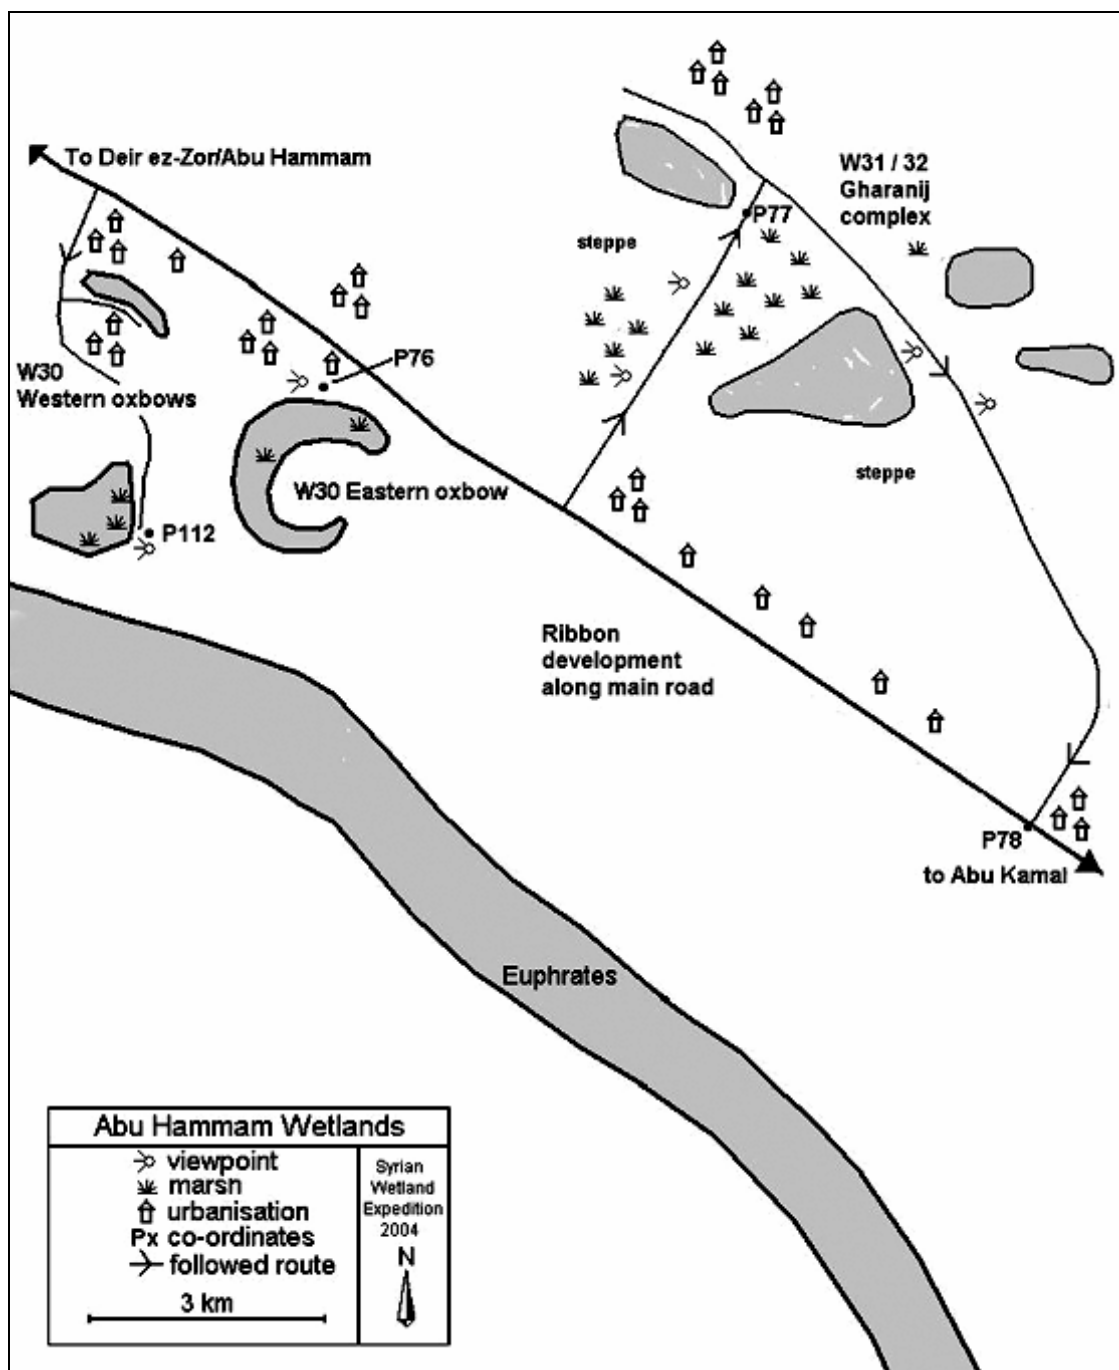 To Deir ez-Zor/Abu Hammam
W31 / 32
Gharanij
complex
P77
steppe
P76
W30
Western oxbows
W30 Eastern oxbow
steppe
P112
Ribbon
development
along main road
P78
to Abu Kamal
Euphrates
Abu Hammam Wetlands
viewpoint
marsn
urbanisation
Px co-ordinates
followed route
3 km
Syrian
Wetland
Expedition
2004
N